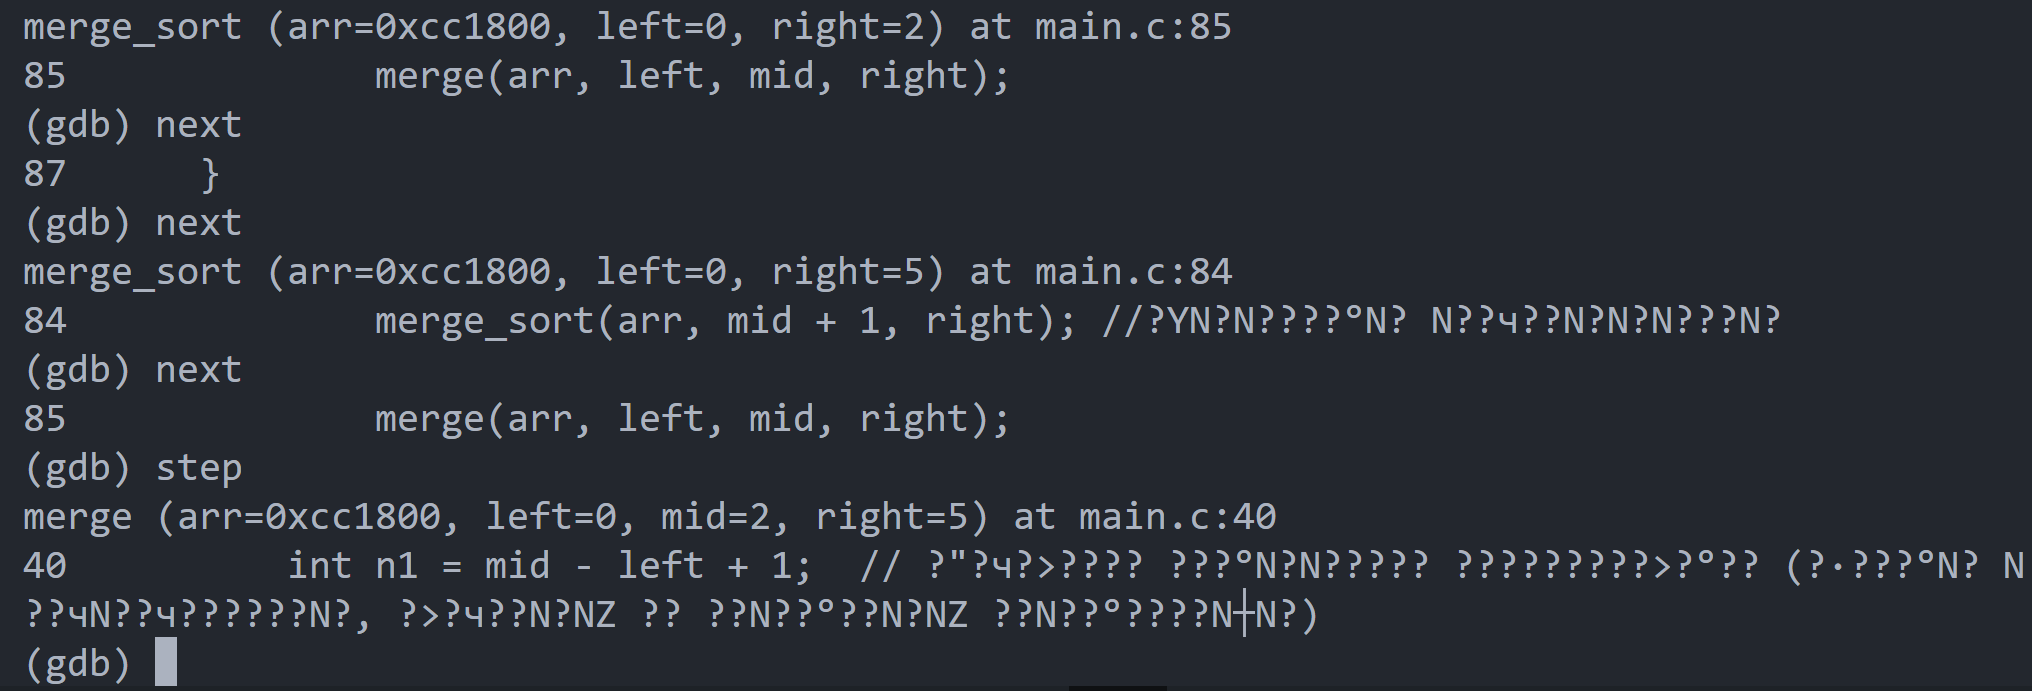 merge_sort (arr=0xcc1800, left=0, right=2) at main.c:85
85              merge(arr, left, mid, right);
(gdb) next
87      }
(gdb) next
merge_sort (arr=0xcc1800, left=0, right=5) at main.c:84
84              merge_sort(arr, mid + 1, right); //?YN?N????°N? N??ч??N?N?N???N?
(gdb) next
85              merge(arr, left, mid, right);
(gdb) step
merge (arr=0xcc1800, left=0, mid=2, right=5) at main.c:40
40          int n1 = mid - left + 1;  // ?"?ч?>???? ???°N?N????? ?????????>?°?? (?·???°N? N
??чN??ч??????N?, ?>?ч??N?NZ ?? ??N??°??N?NZ ??N??°????N┼N?)
(gdb)